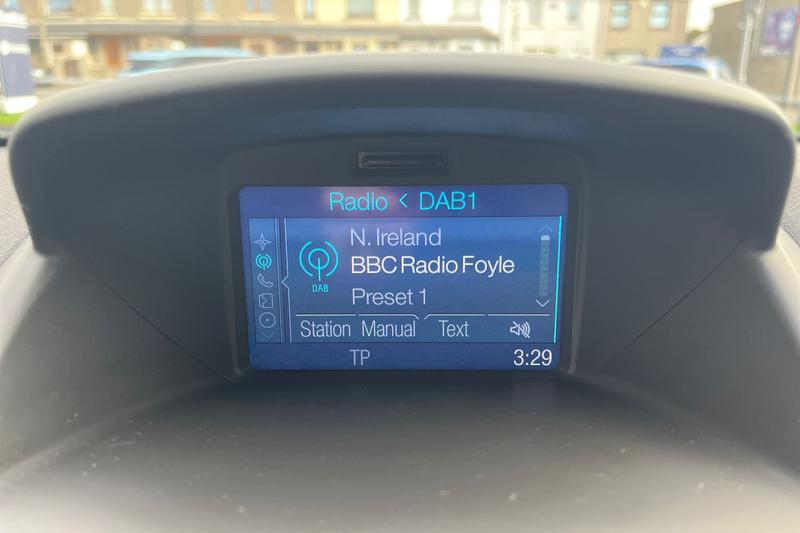 Radio < DAB1
N. Ireland
BBC Radio Foyle
DAB
Preset 1
Station Manual Text
TP 3:29